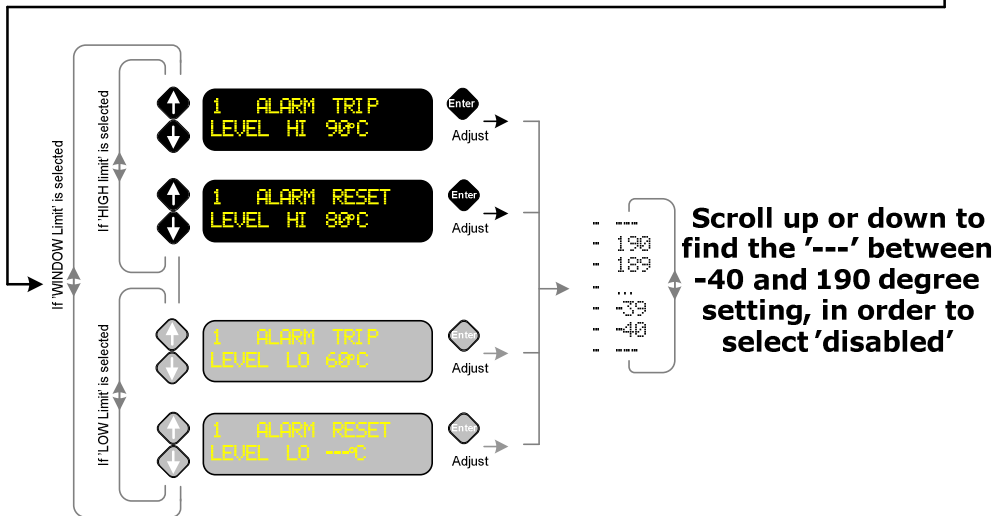 If 'WINDOW Limit' is selected
If 'HIGH limit' is selected
1 ALARM TRIP
LEVEL HI 90°C
Enter
Adjust
1 ALARM RESET
LEVEL HI 80°C
Enter
Adjust
If 'LOW Limit' is selected
1 ALARM TRIP
LEVEL LO 60°C
Enter
Adjust
1 ALARM RESET
LEVEL LO ---°C
Enter
Adjust
- ---
- 190
- 189
- ...
- -39
- -40
- ---
Scroll up or down to
find the '---' between
-40 and 190 degree
setting, in order to
select 'disabled'